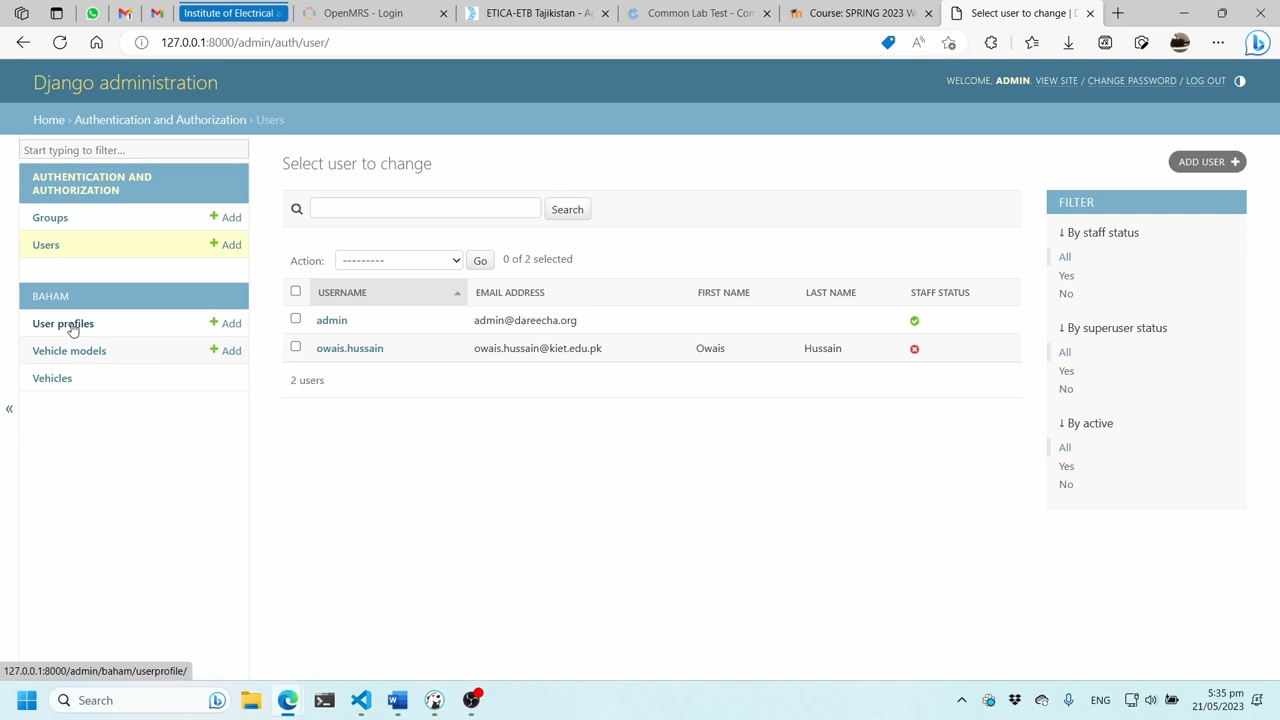 Institute of Electrical a
OpenMRS - Login
ETICA-ETB Tajikistan - A
Common Lab Test - Con
Course: SPRING 2023 W
Select user to change | D
127.0.0.1:8000/admin/auth/user/
Django administration
WELCOME, ADMIN. VIEW SITE / CHANGE PASSWORD / LOG OUT
Home › Authentication and Authorization › Users
Start typing to filter...
AUTHENTICATION AND
AUTHORIZATION
Groups
Add
Users
Add
BAHAM
User profiles
Add
Vehicle models
Add
Vehicles
«
Select user to change
ADD USER +
Search
Action:
---------
Go
0 of 2 selected
USERNAME EMAIL ADDRESS FIRST NAME LAST NAME STAFF STATUS
admin admin@dareecha.org
owais.hussain owais.hussain@kiet.edu.pk Owais Hussain
2 users
FILTER
↓ By staff status
All
Yes
No
↓ By superuser status
All
Yes
No
↓ By active
All
Yes
No
127.0.0.1:8000/admin/baham/userprofile/
Search
ENG
5:35 pm
21/05/2023